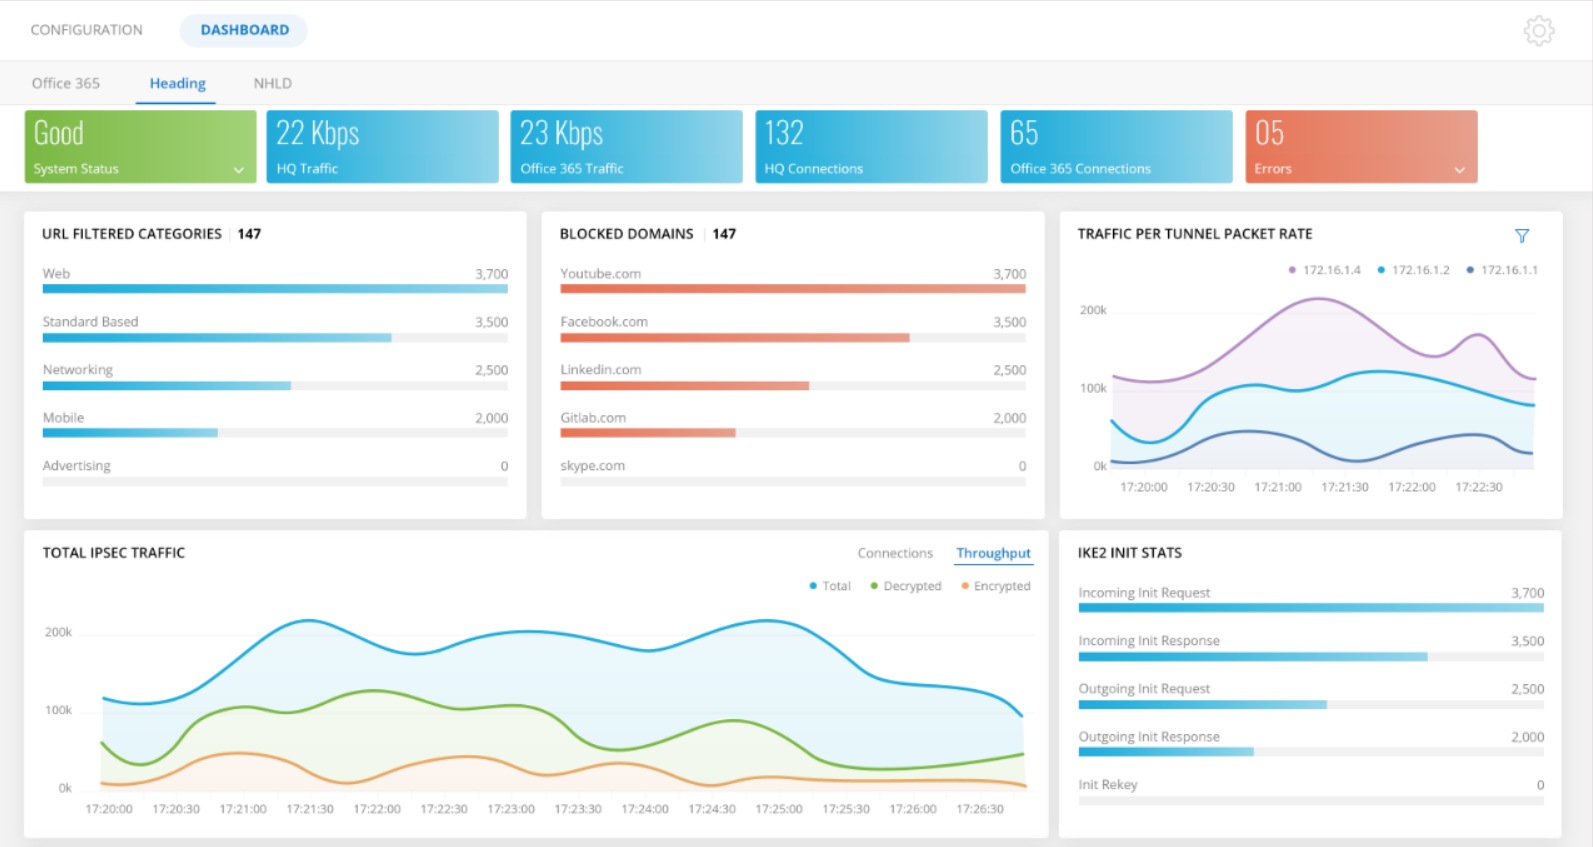 CONFIGURATION DASHBOARD
Office 365 Heading NHLD
Good
System Status
22 Kbps
HQ Traffic
23 Kbps
Office 365 Traffic
132
HQ Connections
65
Office 365 Connections
05
Errors
URL FILTERED CATEGORIES | 147
Web 3,700
Standard Based 3,500
Networking 2,500
Mobile 2,000
Advertising 0
BLOCKED DOMAINS | 147
Youtube.com 3,700
Facebook.com 3,500
Linkedin.com 2,500
Gitlab.com 2,000
skype.com 0
TRAFFIC PER TUNNEL PACKET RATE
172.16.1.4 172.16.1.2 172.16.1.1
200k
100k
0k
17:20:00 17:20:30 17:21:00 17:21:30 17:22:00 17:22:30
TOTAL IPSEC TRAFFIC
Connections Throughput
Total Decrypted Encrypted
200k
100k
0k
17:20:00 17:20:30 17:21:00 17:21:30 17:22:00 17:22:30 17:23:00 17:23:30 17:24:00 17:24:30 17:25:00 17:25:30 17:26:00 17:26:30
IKE2 INIT STATS
Incoming Init Request 3,700
Incoming Init Response 3,500
Outgoing Init Request 2,500
Outgoing Init Response 2,000
Init Rekey 0